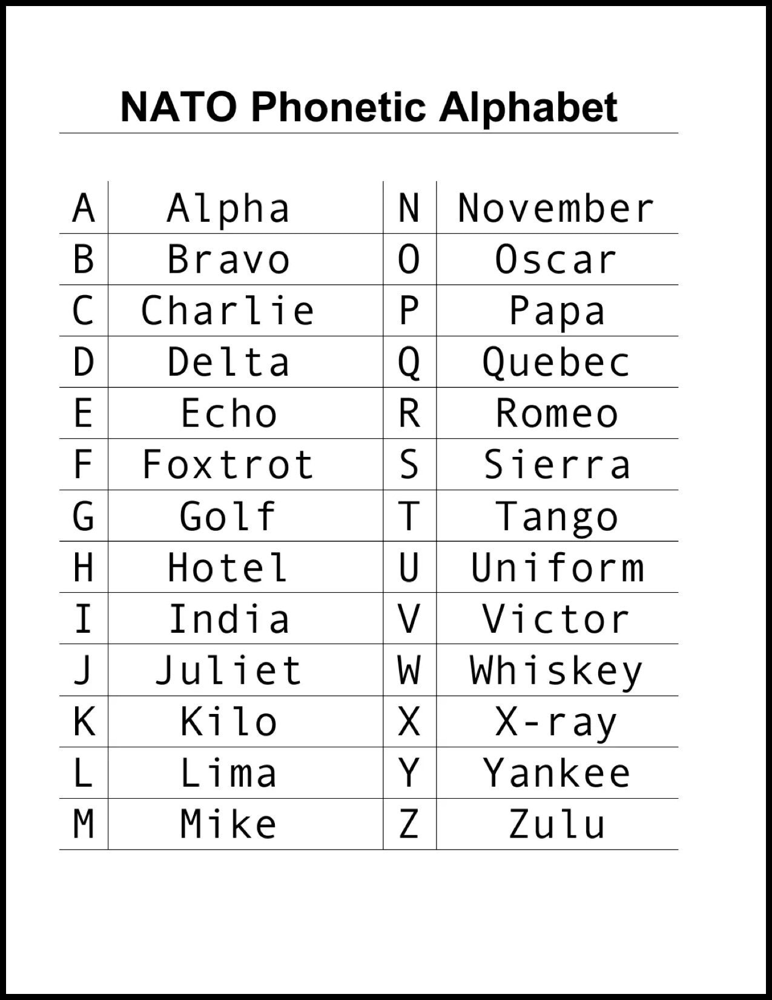 NATO Phonetic Alphabet
A Alpha N November
B Bravo O Oscar
C Charlie P Papa
D Delta Q Quebec
E Echo R Romeo
F Foxtrot S Sierra
G Golf T Tango
H Hotel U Uniform
I India V Victor
J Juliet W Whiskey
K Kilo X X-ray
L Lima Y Yankee
M Mike Z Zulu